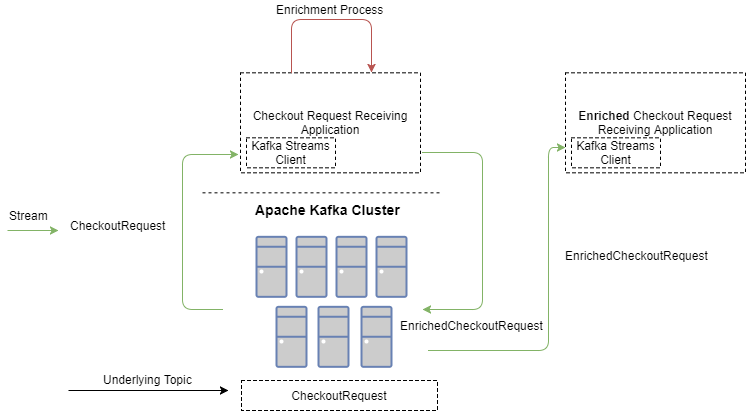 Enrichment Process
Checkout Request Receiving
Application
Kafka Streams
Client
Enriched Checkout Request
Receiving Application
Kafka Streams
Client
Stream
CheckoutRequest
Apache Kafka Cluster
EnrichedCheckoutRequest
EnrichedCheckoutRequest
Underlying Topic
CheckoutRequest